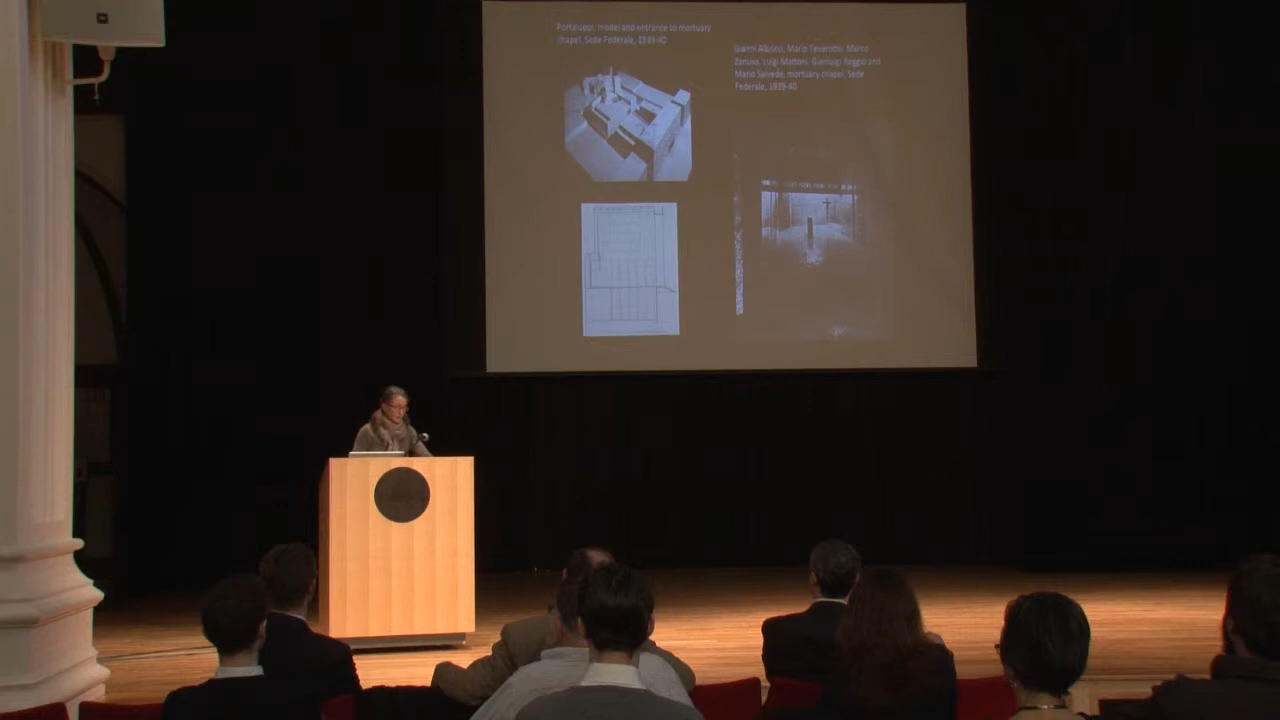 Portaluppi, model and entrance to mortuary
chapel, Sede Federale, 1939-40
Gianni Albricci, Mario Tevarotto, Marco
Zanuso, Luigi Mattoni, Gianluigi Reggio and
Mario Salvadè, mortuary chapel, Sede
Federale, 1939-40